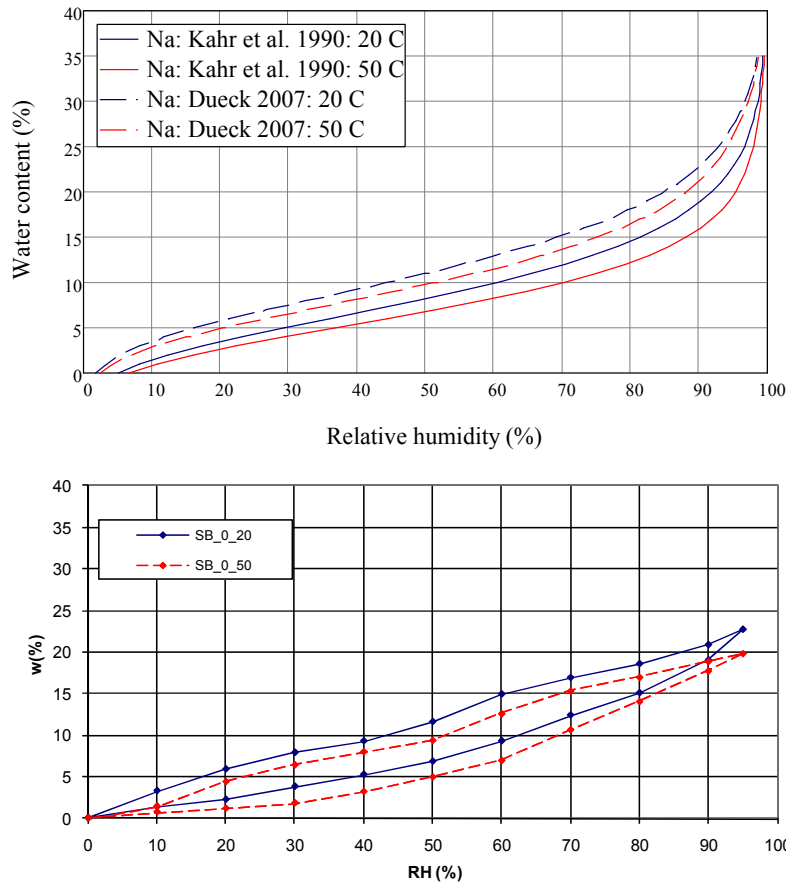 40
35
30
25
20
15
10
5
0
Water content (%)
Na: Kahr et al. 1990: 20 C
Na: Kahr et al. 1990: 50 C
Na: Dueck 2007: 20 C
Na: Dueck 2007: 50 C
0 10 20 30 40 50 60 70 80 90 100
Relative humidity (%)
40
35
30
25
20
15
10
5
0
w(%)
SB_0_20
SB_0_50
0 10 20 30 40 50 60 70 80 90 100
RH (%)